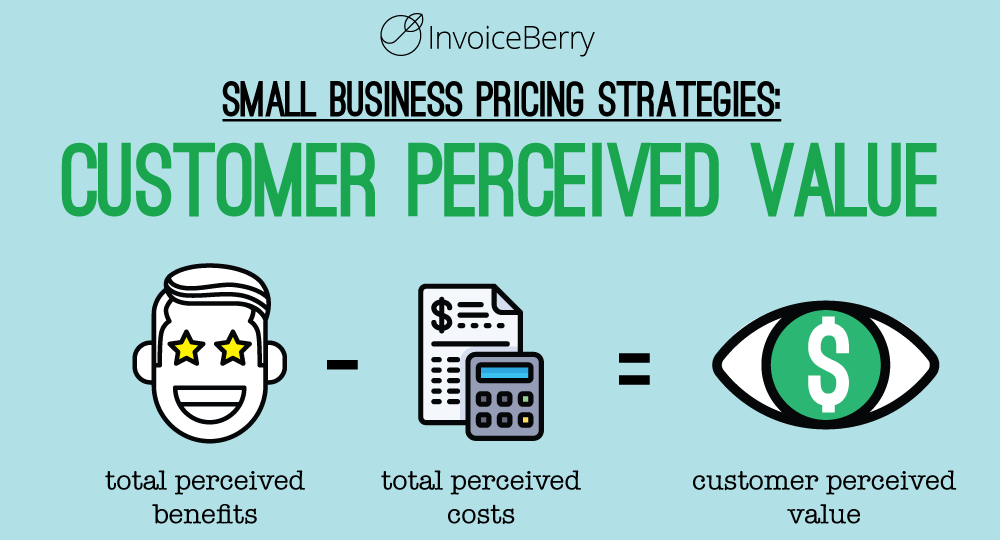 InvoiceBerry
SMALL BUSINESS PRICING STRATEGIES:
CUSTOMER PERCEIVED VALUE
$
-
=
$
total perceived
benefits
total perceived
costs
customer perceived
value